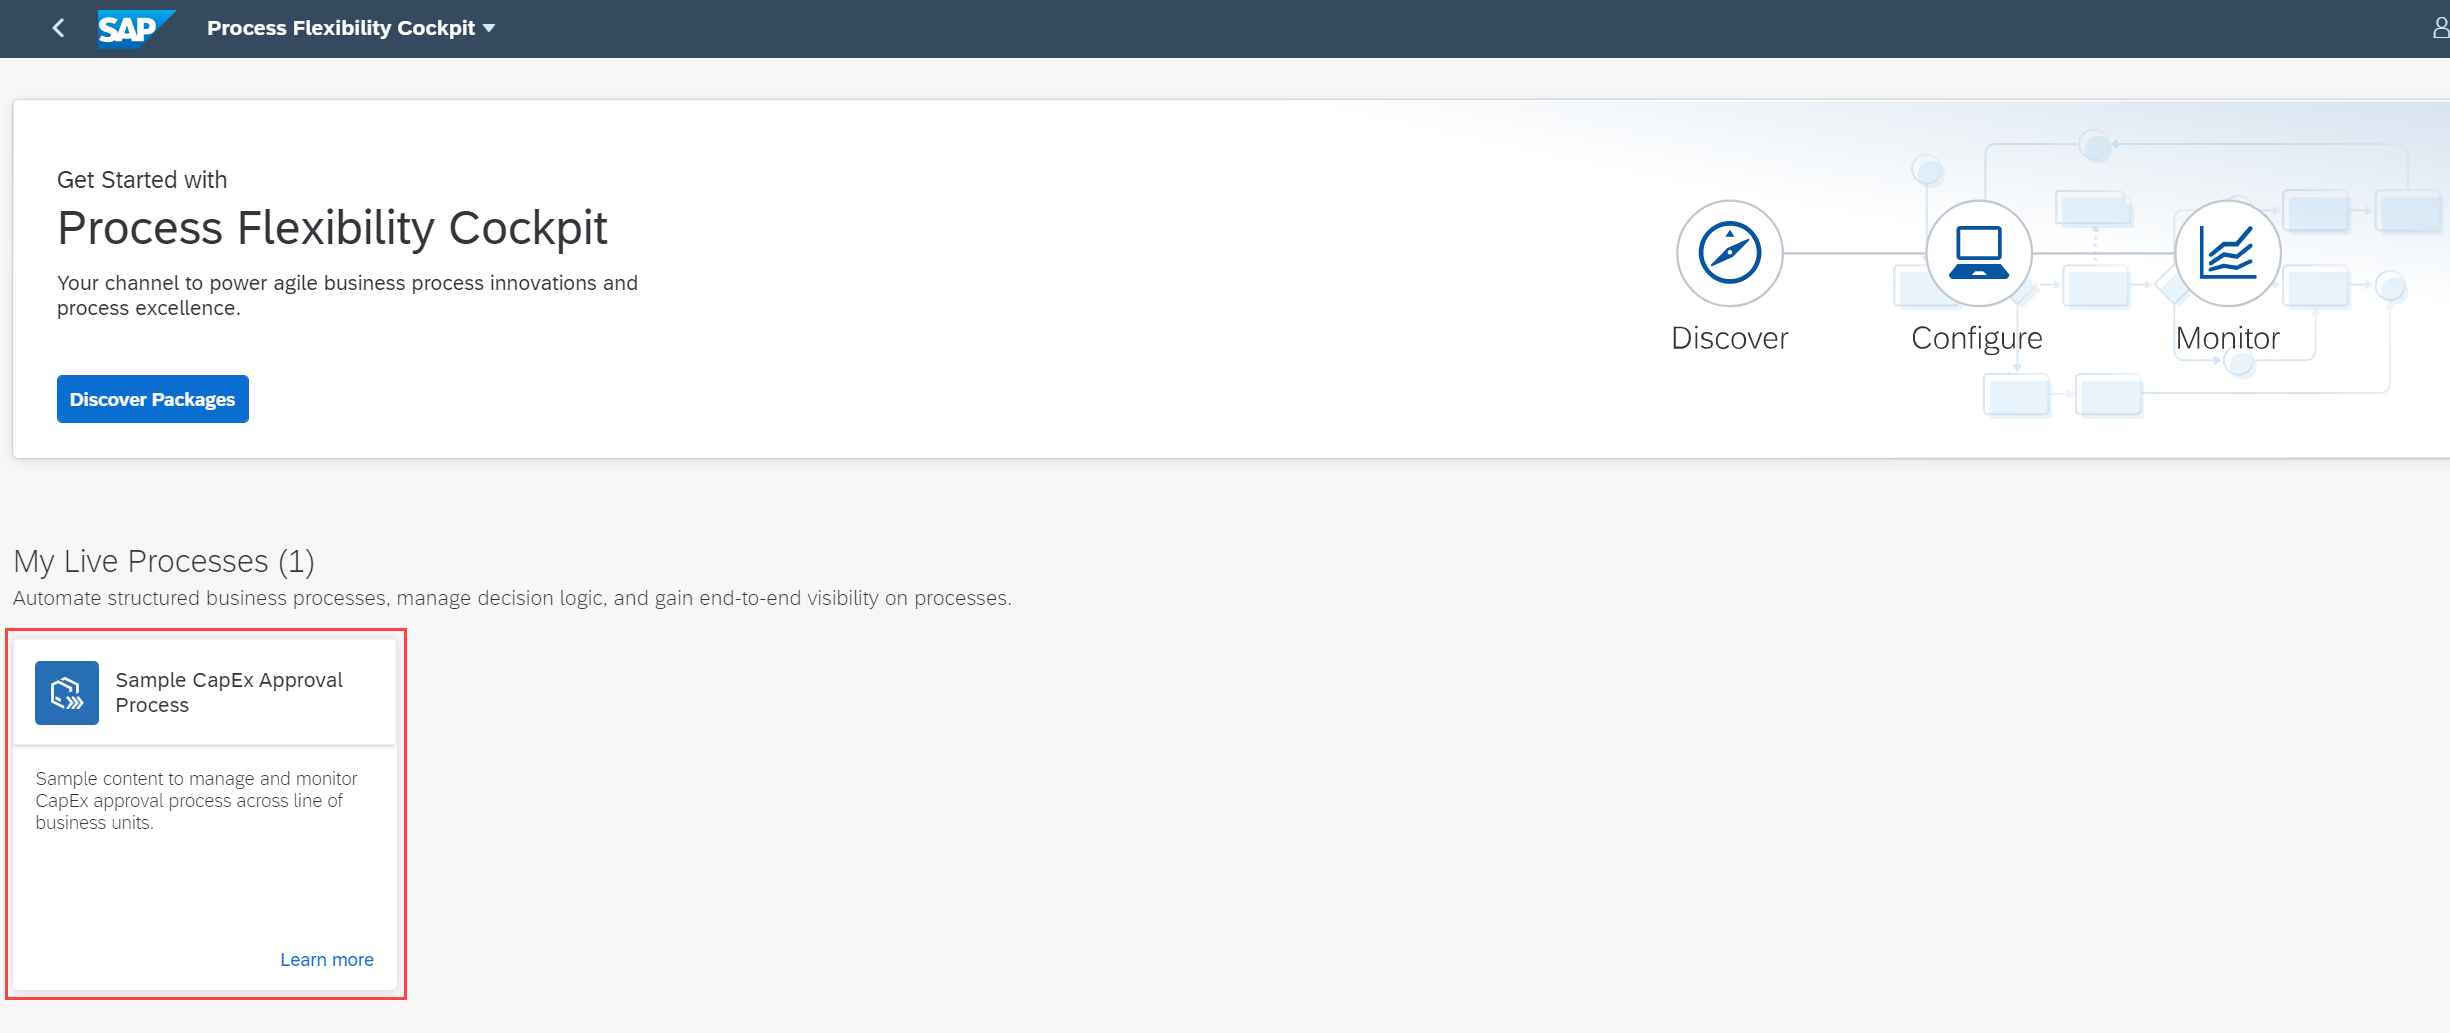 SAP
Process Flexibility Cockpit
Get Started with
Process Flexibility Cockpit
Your channel to power agile business process innovations and
process excellence.
Discover Packages
Discover
Configure
Monitor
My Live Processes (1)
Automate structured business processes, manage decision logic, and gain end-to-end visibility on processes.
Sample CapEx Approval
Process
Sample content to manage and monitor
CapEx approval process across line of
business units.
Learn more